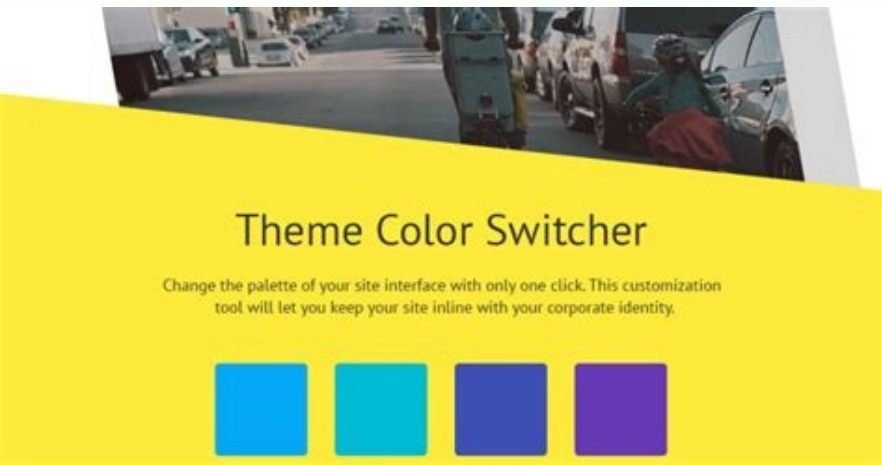 Theme Color Switcher
Change the palette of your site interface with only one click. This customization
tool will let you keep your site inline with your corporate identity.